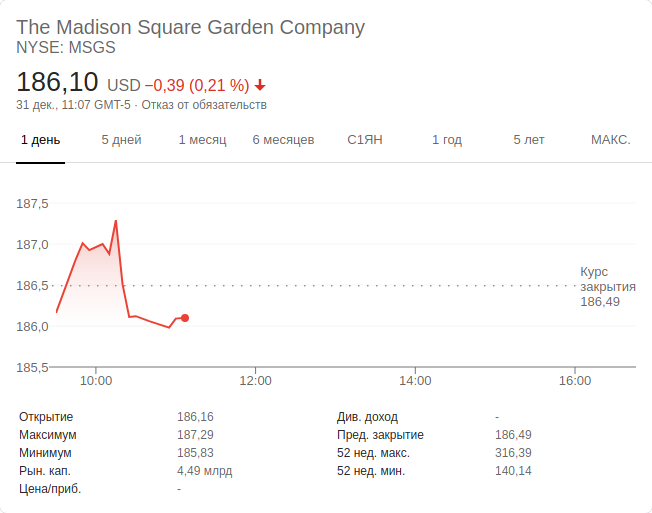 The Madison Square Garden Company
NYSE: MSGS
186,10 USD −0,39 (0,21 %)
31 дек., 11:07 GMT-5 · Отказ от обязательств
1 день 5 дней 1 месяц 6 месяцев С1ЯН 1 год 5 лет МАКС.
187,5
187,0
Курс
186,5 закрытия
186,49
186,0
185,5
10:00 12:00 14:00 16:00
Открытие 186,16 Див. доход -
Максимум 187,29 Пред. закрытие 186,49
Минимум 185,83 52 нед. макс. 316,39
Рын. кап. 4,49 млрд 52 нед. мин. 140,14
Цена/приб. -